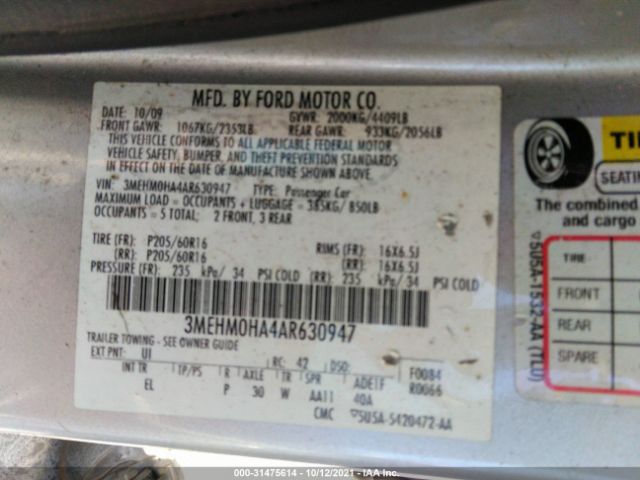 MFD. BY FORD MOTOR CO.
DATE: 10/09 GVWR: 2000KG/4409LB
FRONT GAWR: 1067KG/2353LB REAR GAWR: 933KG/2056LB
THIS VEHICLE CONFORMS TO ALL APPLICABLE FEDERAL MOTOR
VEHICLE SAFETY, BUMPER, AND THEFT PREVENTION STANDARDS
IN EFFECT ON THE DATE OF MANUFACTURE SHOWN ABOVE.
VIN: 3MEHM0HA4AR630947 TYPE: Passenger Car
MAXIMUM LOAD = OCCUPANTS + LUGGAGE = 385KG/ 850LB
OCCUPANTS = 5 TOTAL: 2 FRONT, 3 REAR
TIRE (FR): P205/60R16 RIMS (FR): 16X6.5J
(RR): P205/60R16 (RR): 16X6.5J
PRESSURE (FR): 235 kPa/ 34 PSI COLD (RR): 235 kPa/ 34 PSI COLD
3MEHM0HA4AR630947
TRAILER TOWING - SEE OWNER GUIDE
EXT PNT: UI RC: 42 DSO: F0084
INT TR TP/PS R AXLE TR SPR ADETF R0066
EL P 30 W AA11 40A
CMC 5U5A-5420472-AA
5U5A-1532-AA (TLD)
TI
SEATI
The combined
and cargo
TIRE
FRONT
REAR
SPARE
000-31475614 - 10/12/2021 - IAA Inc.